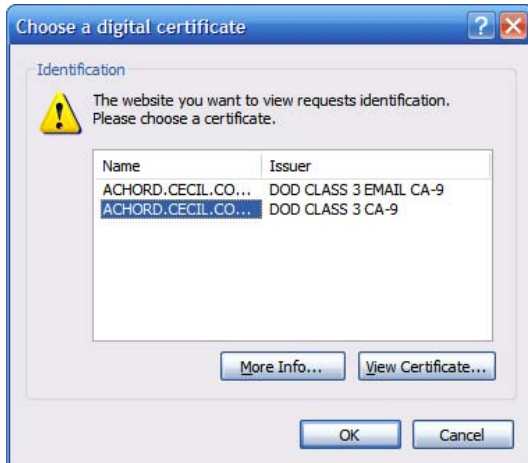 Choose a digital certificate
?
Identification
The website you want to view requests identification.
Please choose a certificate.
Name Issuer
ACHORD.CECIL.CO... DOD CLASS 3 EMAIL CA-9
ACHORD.CECIL.CO... DOD CLASS 3 CA-9
More Info... View Certificate...
OK Cancel